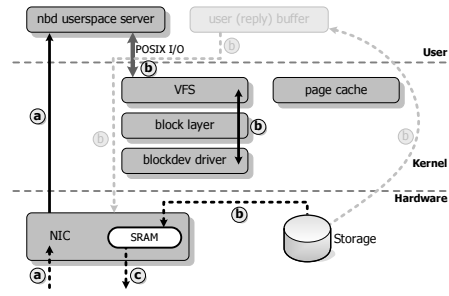 nbd userspace server
user (reply) buffer
POSIX I/O
b
b
User
VFS
page cache
a
b
block layer
b
b
blockdev driver
Kernel
Hardware
b
NIC
SRAM
Storage
a
c